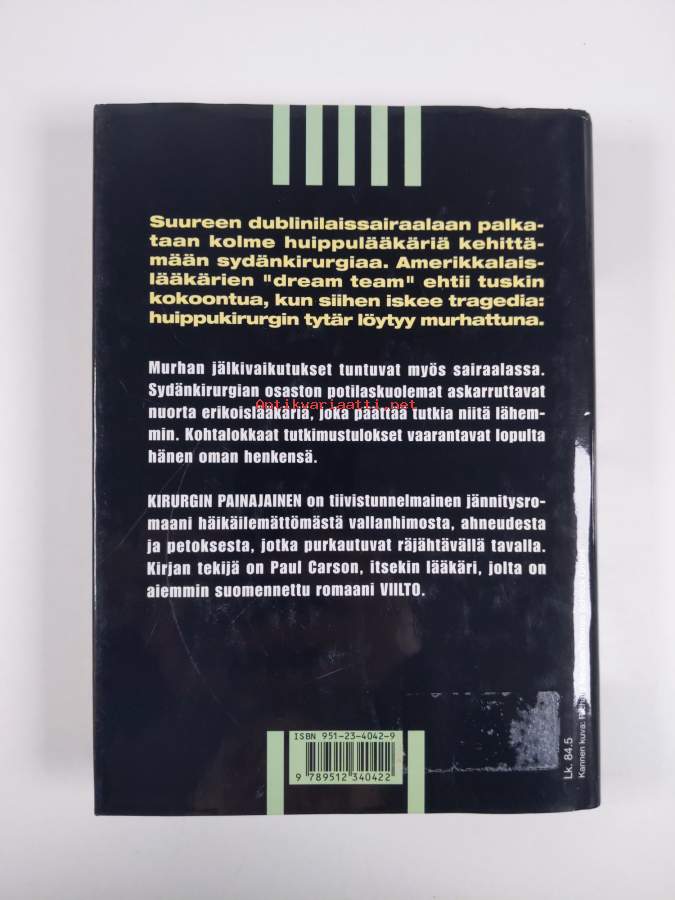 Suureen dublinilaissairaalaan palka-
taan kolme huippulääkäriä kehittä-
mään sydänkirurgiaa. Amerikkalais-
lääkärien "dream team" ehtii tuskin
kokoontua, kun siihen iskee tragedia:
huippukirurgin tytär löytyy murhattuna.
Murhan jälkivaikutukset tuntuvat myös sairaalassa.
Sydänkirurgian osaston potilaskuolemat askarruttavat
Antikvariaatti.net
nuorta erikoislääkäriä, joka päättää tutkia niitä lähem-
min. Kohtalokkaat tutkimustulokset vaarantavat lopulta
hänen oman henkensä.
KIRURGIN PAINAJAINEN on tiivistunnelmainen jännitysro-
maani häikäilemättömästä vallanhimosta, ahneudesta
ja petoksesta, jotka purkautuvat räjähtävällä tavalla.
Kirjan tekijä on Paul Carson, itsekin lääkäri, jolta on
aiemmin suomennettu romaani VIILTO.
ISBN 951-23-4042-9
9 789512 340422
Lk. 84.5
Kannen kuva: